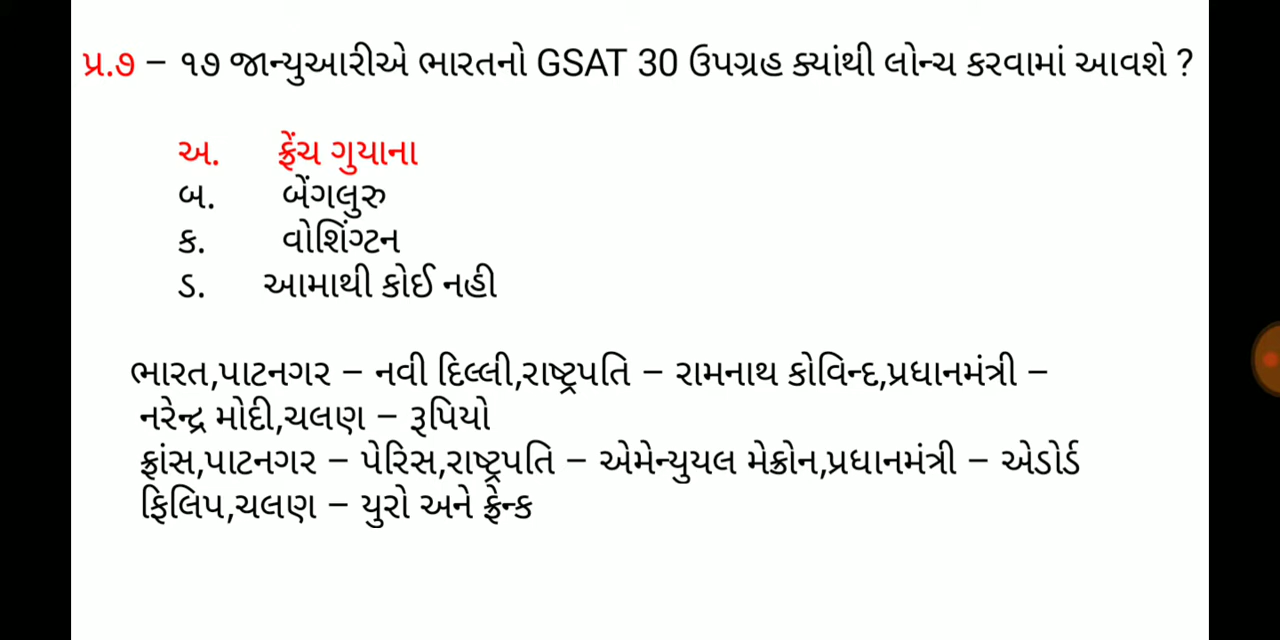 પ્ર.૭ – ૧૭ જાન્યુઆરીએ ભારતનો GSAT 30 ઉપગ્રહ ક્યાંથી લોન્ચ કરવામાં આવશે ?
અ. ફ્રેંચ ગુયાના
બ. બેંગલુરુ
ક. વોશિંગ્ટન
ડ. આમાથી કોઈ નહી
ભારત,પાટનગર – નવી દિલ્લી,રાષ્ટ્રપતિ – રામનાથ કોવિન્દ,પ્રધાનમંત્રી –
નરેન્દ્ર મોદી,ચલણ – રૂપિયો
ફ્રાંસ,પાટનગર – પેરિસ,રાષ્ટ્રપતિ – એમેન્યુયલ મેક્રોન,પ્રધાનમંત્રી – એડોર્ડ
ફિલિપ,ચલણ – યુરો અને ફ્રેન્ક